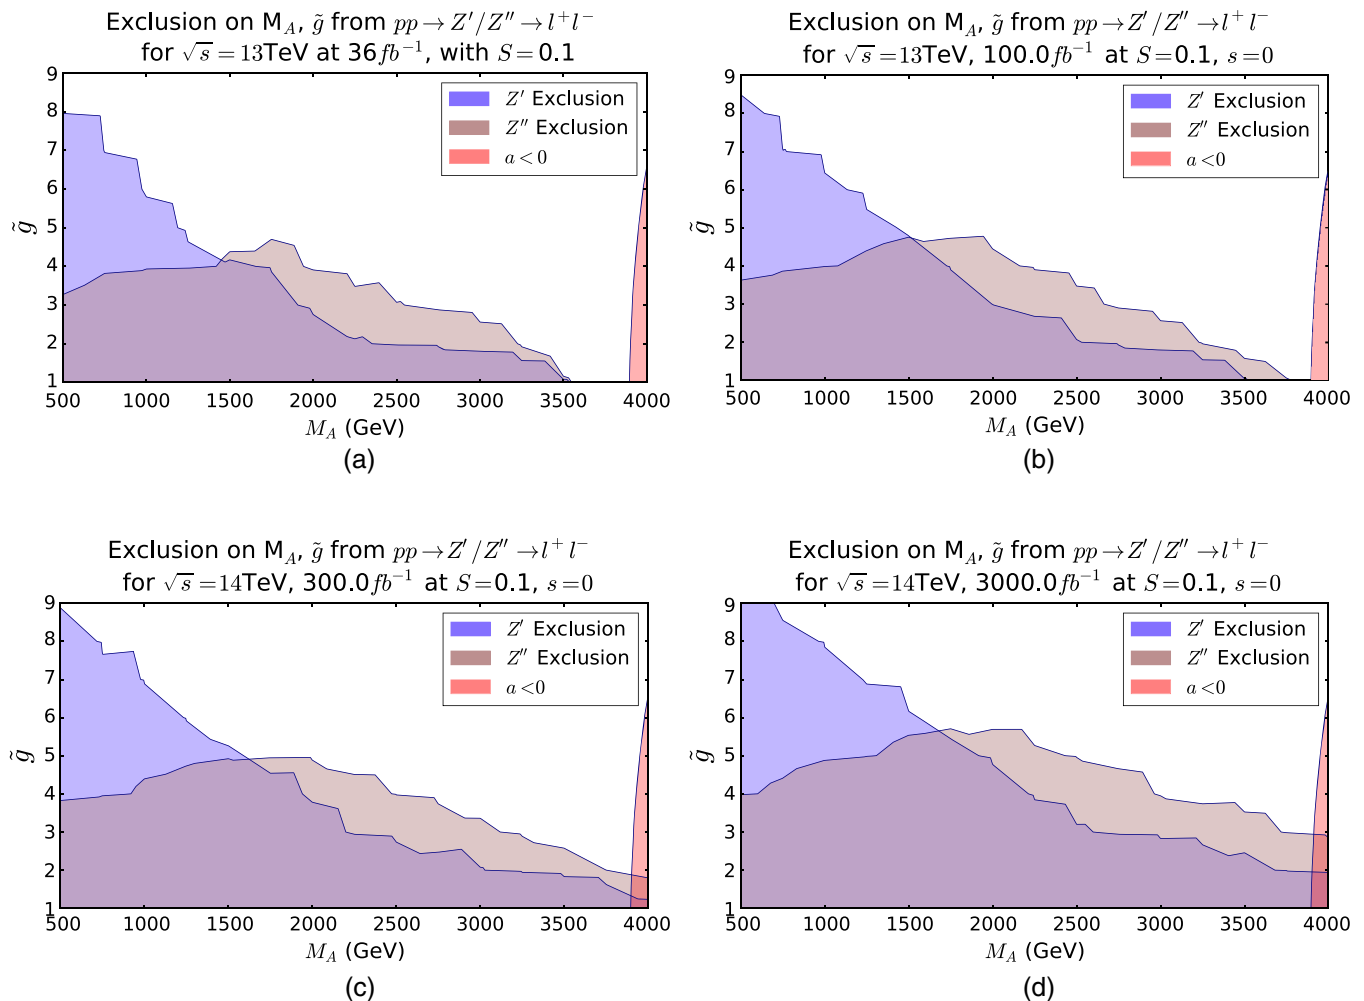 Exclusion on M_A, g̃ from pp→Z′/Z″→l⁺l⁻
for √s=13TeV at 36fb⁻¹, with S=0.1
Z′ Exclusion
Z″ Exclusion
a<0
9
8
7
6
5
4
3
2
1
g̃
500 1000 1500 2000 2500 3000 3500 4000
M_A (GeV)
(a)
Exclusion on M_A, g̃ from pp→Z′/Z″→l⁺l⁻
for √s=13TeV, 100.0fb⁻¹ at S=0.1, s=0
Z′ Exclusion
Z″ Exclusion
a<0
9
8
7
6
5
4
3
2
1
g̃
500 1000 1500 2000 2500 3000 3500 4000
M_A (GeV)
(b)
Exclusion on M_A, g̃ from pp→Z′/Z″→l⁺l⁻
for √s=14TeV, 300.0fb⁻¹ at S=0.1, s=0
Z′ Exclusion
Z″ Exclusion
a<0
9
8
7
6
5
4
3
2
1
g̃
500 1000 1500 2000 2500 3000 3500 4000
M_A (GeV)
(c)
Exclusion on M_A, g̃ from pp→Z′/Z″→l⁺l⁻
for √s=14TeV, 3000.0fb⁻¹ at S=0.1, s=0
Z′ Exclusion
Z″ Exclusion
a<0
9
8
7
6
5
4
3
2
1
g̃
500 1000 1500 2000 2500 3000 3500 4000
M_A (GeV)
(d)